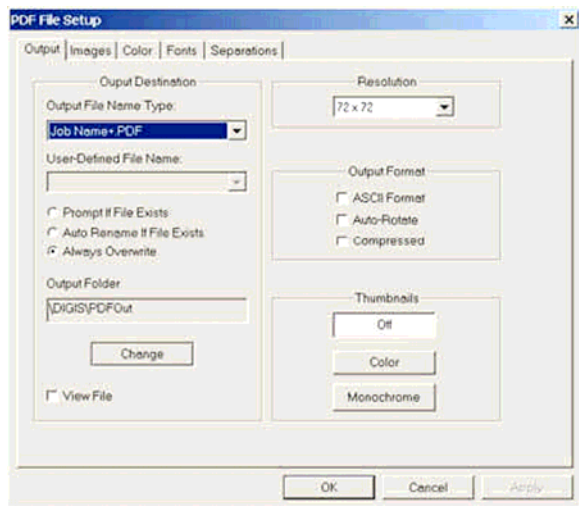 PDF File Setup
Output Images Color Fonts Separations
Ouput Destination
Output File Name Type:
Job Name+.PDF
User-Defined File Name:
Prompt If File Exists
Auto Rename If File Exists
Always Overwrite
Output Folder
\DIGIS\PDFOut
Change
View File
Resolution
72 x 72
Output Format
ASCII Format
Auto-Rotate
Compressed
Thumbnails
Off
Color
Monochrome
OK Cancel Apply